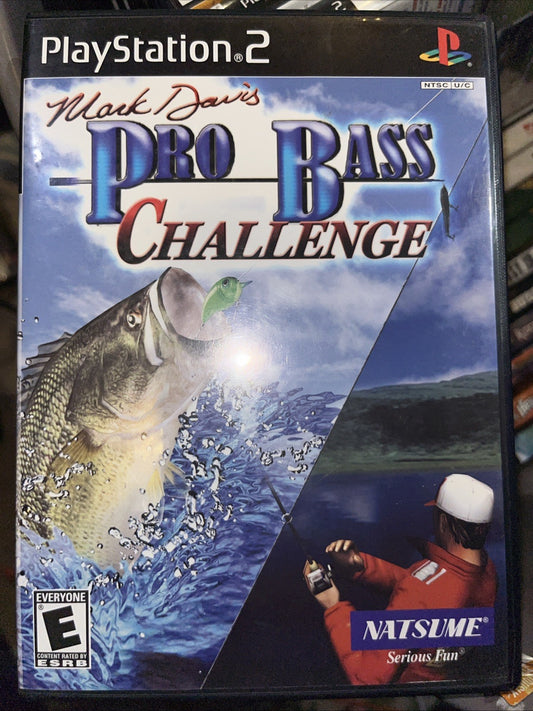 PlayStation®2
NTSC U/C
Mark Davis
PRO BASS
CHALLENGE
EVERYONE
E
CONTENT RATED BY
ESRB
NATSUME®
Serious Fun®